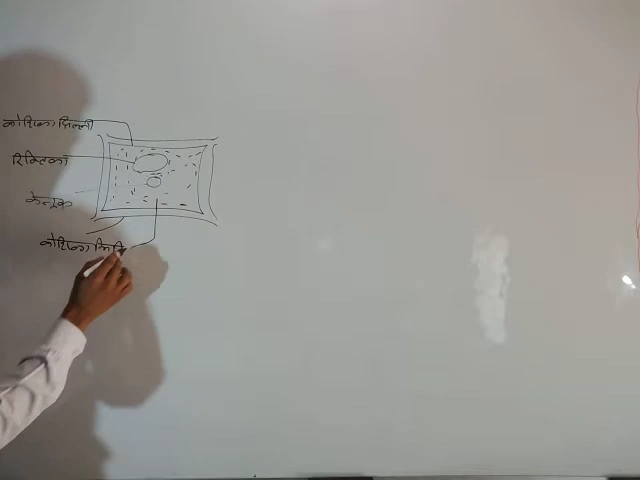 कोशिका झिल्ली
रिक्तिका
केन्द्रक
कोशिका भित्ति